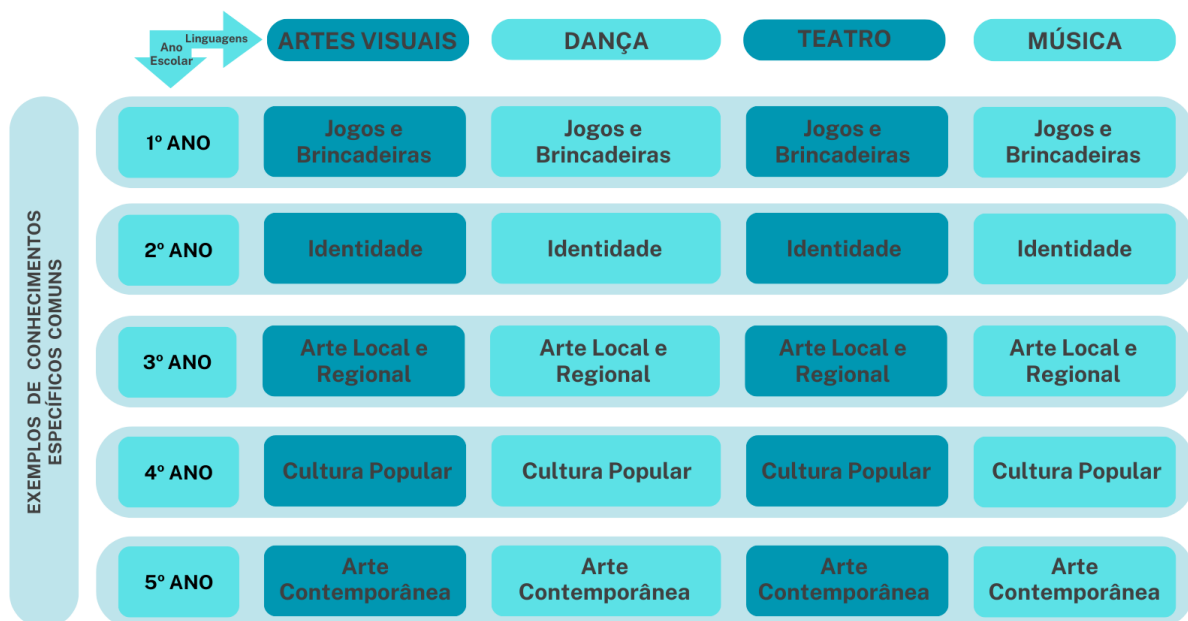 Ano
Escolar
Linguagens
ARTES VISUAIS
DANÇA
TEATRO
MÚSICA
EXEMPLOS DE CONHECIMENTOS
ESPECÍFICOS COMUNS
1º ANO
Jogos e
Brincadeiras
Jogos e
Brincadeiras
Jogos e
Brincadeiras
Jogos e
Brincadeiras
2º ANO
Identidade
Identidade
Identidade
Identidade
3º ANO
Arte Local e
Regional
Arte Local e
Regional
Arte Local e
Regional
Arte Local e
Regional
4º ANO
Cultura Popular
Cultura Popular
Cultura Popular
Cultura Popular
5º ANO
Arte
Contemporânea
Arte
Contemporânea
Arte
Contemporânea
Arte
Contemporânea